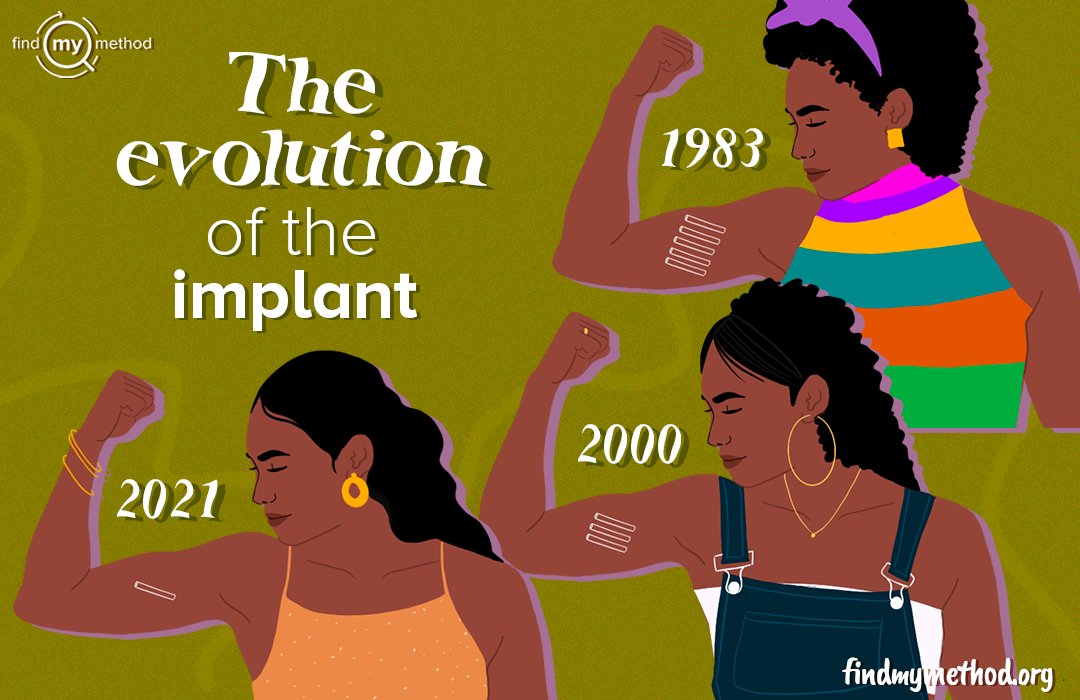 find my method
The
evolution
of the
implant
1983
2000
2021
findmymethod.org